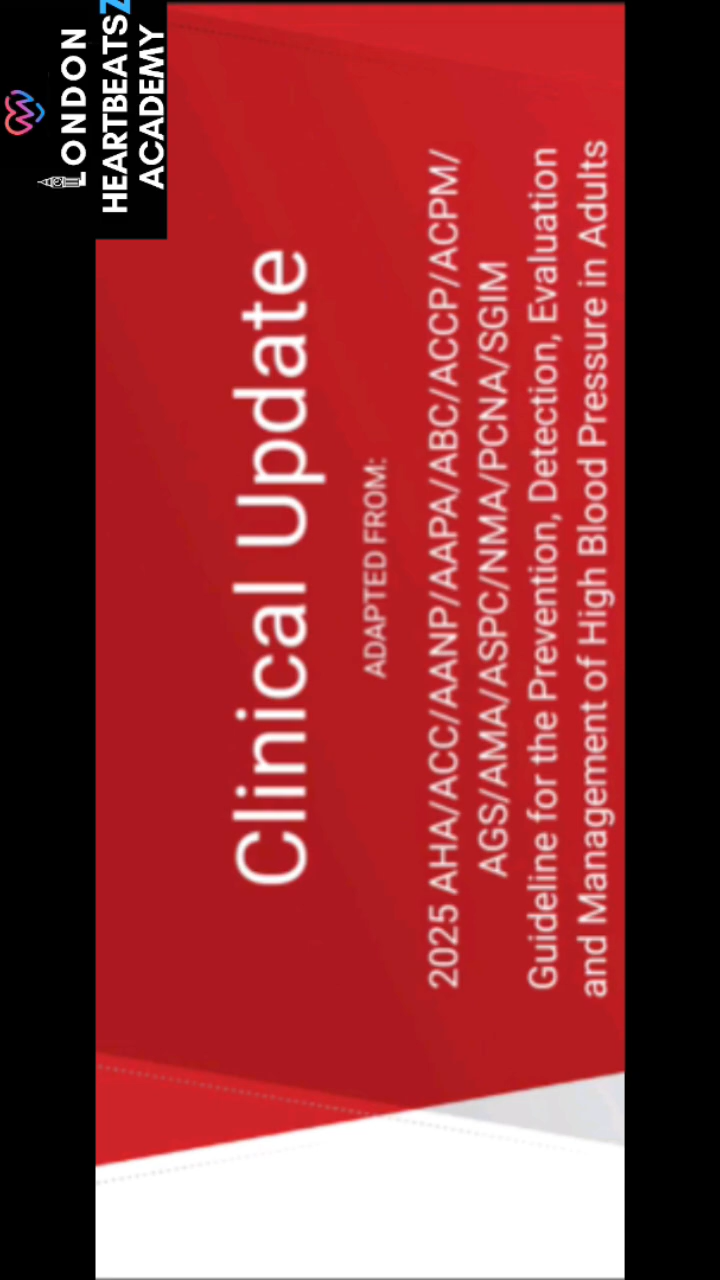 LONDON
HEARTBEATSZ
ACADEMY
Clinical Update
ADAPTED FROM:
2025 AHA/ACC/AANP/AAPA/ABC/ACCP/ACPM/
AGS/AMA/ASPC/NMA/PCNA/SGIM
Guideline for the Prevention, Detection, Evaluation
and Management of High Blood Pressure in Adults